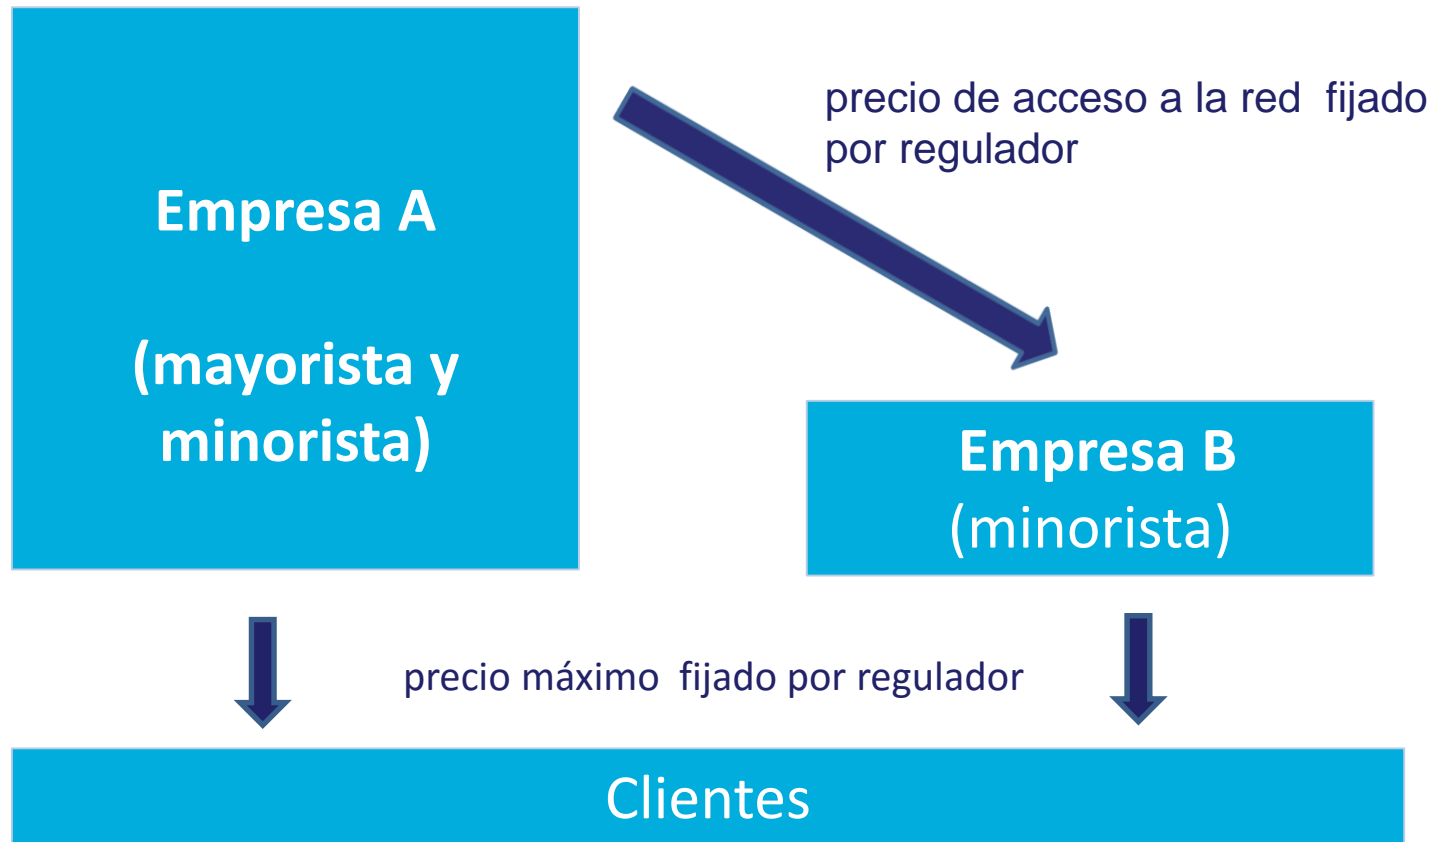 Empresa A
(mayorista y
minorista)
precio de acceso a la red  fijado
por regulador
Empresa B
(minorista)
precio máximo  fijado por regulador
Clientes